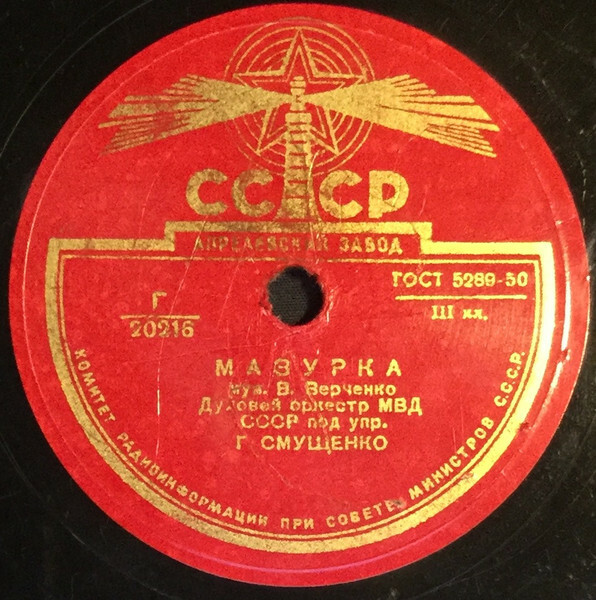 СССР
АПРЕЛЕВСКИЙ ЗАВОД
Г
20216
ГОСТ 5289-50
III кл.
МАЗУРКА
муз. В. Верченко
Духовой оркестр МВД
СССР под упр.
Г. СМУЩЕНКО
КОМИТЕТ РАДИОИНФОРМАЦИИ ПРИ СОВЕТЕ МИНИСТРОВ С.С.С.Р.